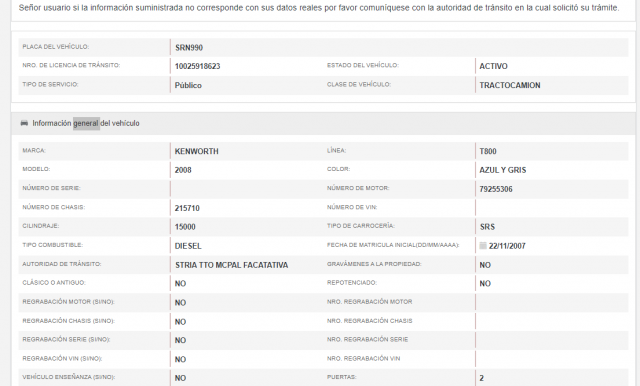 Señor usuario si la información suministrada no corresponde con sus datos reales por favor comuníquese con la autoridad de tránsito en la cual solicitó su trámite.
PLACA DEL VEHÍCULO: SRN990
NRO. DE LICENCIA DE TRÁNSITO: 10025918623 ESTADO DEL VEHÍCULO: ACTIVO
TIPO DE SERVICIO: Público CLASE DE VEHÍCULO: TRACTOCAMION
Información general del vehículo
MARCA: KENWORTH LÍNEA: T800
MODELO: 2008 COLOR: AZUL Y GRIS
NÚMERO DE SERIE: NÚMERO DE MOTOR: 79255306
NÚMERO DE CHASIS: 215710 NÚMERO DE VIN:
CILINDRAJE: 15000 TIPO DE CARROCERÍA: SRS
TIPO COMBUSTIBLE: DIESEL FECHA DE MATRICULA INICIAL(DD/MM/AAAA): 22/11/2007
AUTORIDAD DE TRÁNSITO: STRIA TTO MCPAL FACATATIVA GRAVÁMENES A LA PROPIEDAD: NO
CLÁSICO O ANTIGUO: NO REPOTENCIADO: NO
REGRABACIÓN MOTOR (SI/NO): NO NRO. REGRABACIÓN MOTOR
REGRABACIÓN CHASIS (SI/NO): NO NRO. REGRABACIÓN CHASIS
REGRABACIÓN SERIE (SI/NO): NO NRO. REGRABACIÓN SERIE
REGRABACIÓN VIN (SI/NO): NO NRO. REGRABACIÓN VIN
VEHÍCULO ENSEÑANZA (SI/NO): NO PUERTAS: 2